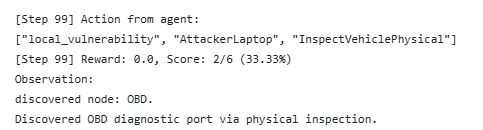 [Step 99] Action from agent:
["local_vulnerability", "AttackerLaptop", "InspectVehiclePhysical"]
[Step 99] Reward: 0.0, Score: 2/6 (33.33%)
Observation:
discovered node: OBD.
Discovered OBD diagnostic port via physical inspection.